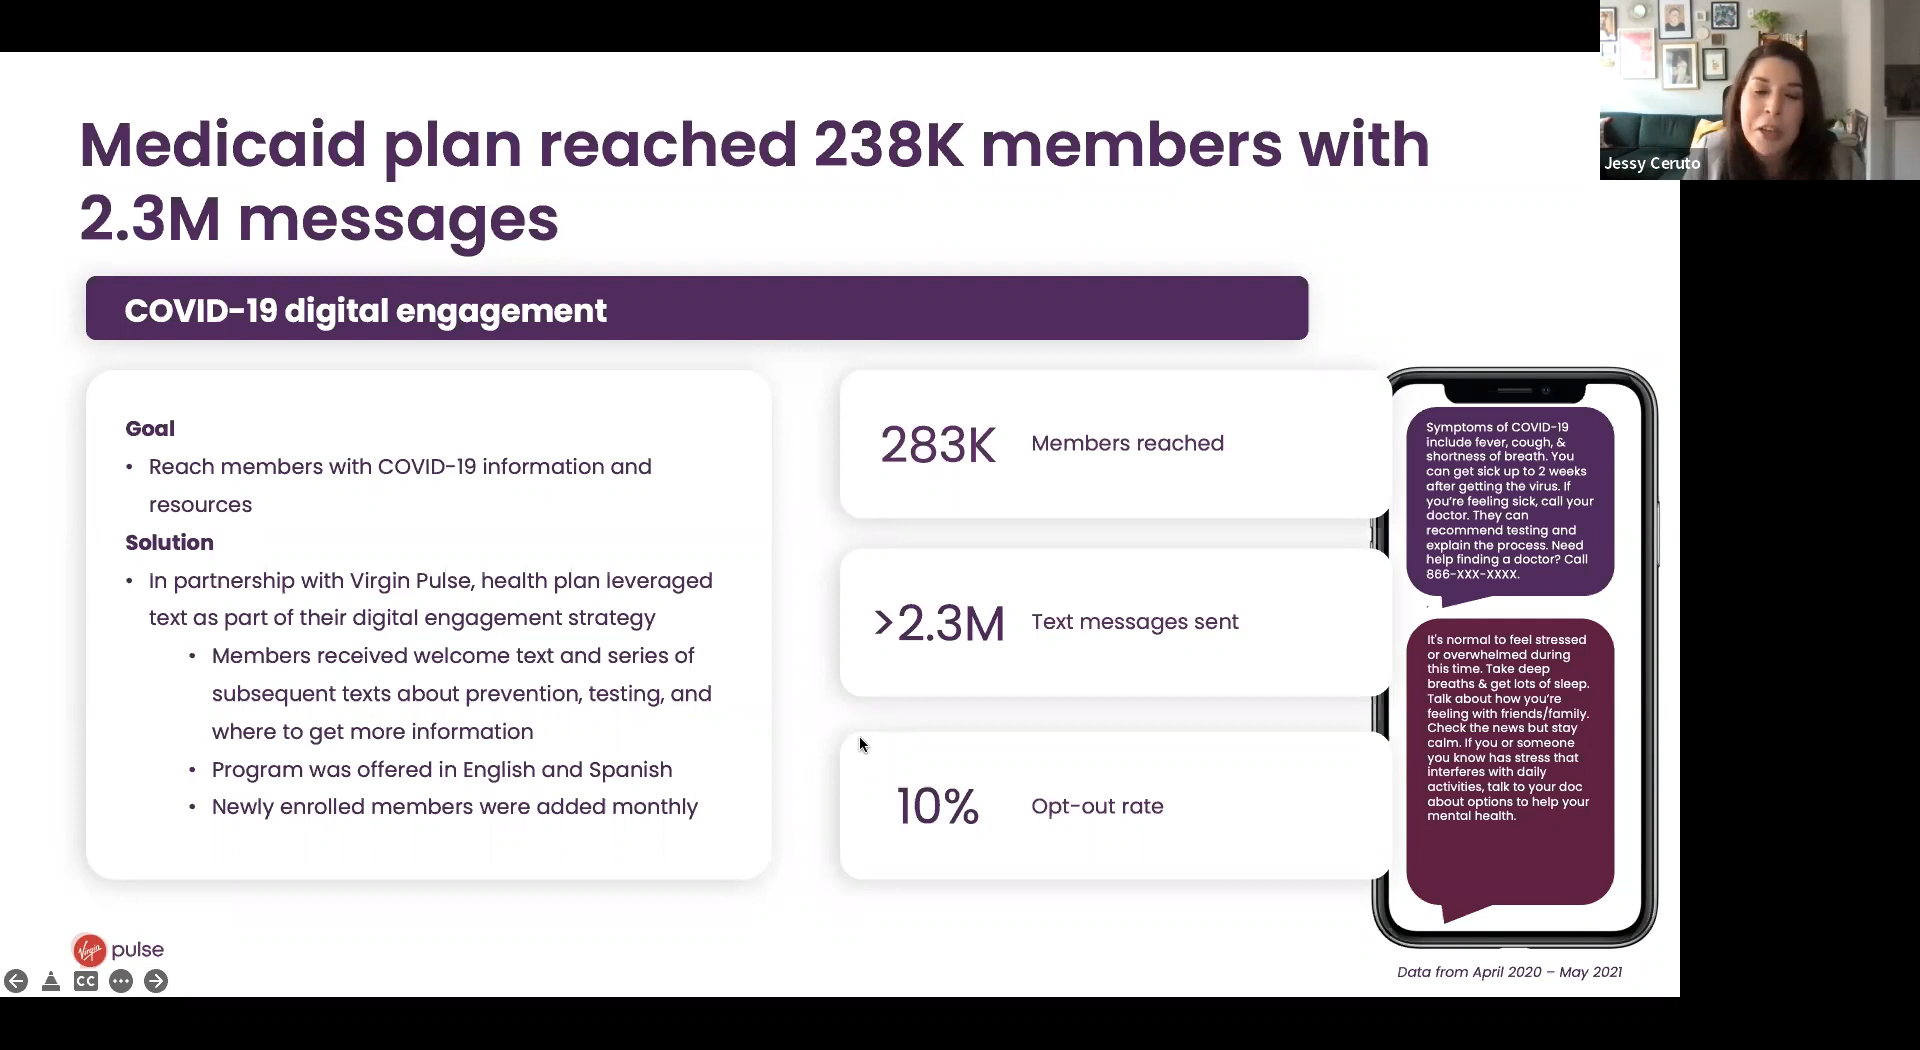 Medicaid plan reached 238K members with
2.3M messages
COVID-19 digital engagement
Goal
• Reach members with COVID-19 information and
resources
Solution
• In partnership with Virgin Pulse, health plan leveraged
text as part of their digital engagement strategy
• Members received welcome text and series of
subsequent texts about prevention, testing, and
where to get more information
• Program was offered in English and Spanish
• Newly enrolled members were added monthly
283K Members reached
>2.3M Text messages sent
10% Opt-out rate
Symptoms of COVID-19
include fever, cough, &
shortness of breath. You
can get sick up to 2 weeks
after getting the virus. If
you're feeling sick, call your
doctor. They can
recommend testing and
explain the process. Need
help finding a doctor? Call
866-XXX-XXXX.
It's normal to feel stressed
or overwhelmed during
this time. Take deep
breaths & get lots of sleep.
Talk about how you're
feeling with friends/family.
Check the news but stay
calm. If you or someone
you know has stress that
interferes with daily
activities, talk to your doc
about options to help your
mental health.
Virgin pulse
CC
Data from April 2020 – May 2021
Jessy Ceruto